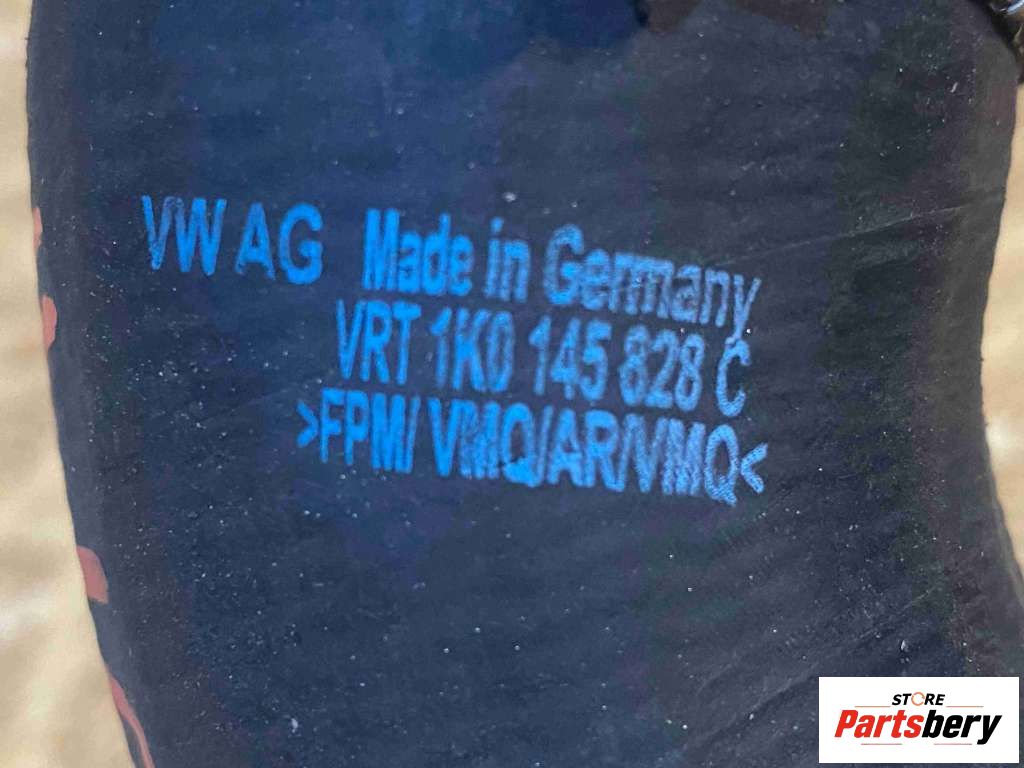 VW AG Made in Germany
VRT 1K0 145 828 C
>FPM/VMQ/AR/VMQ<
STORE
Partsbery